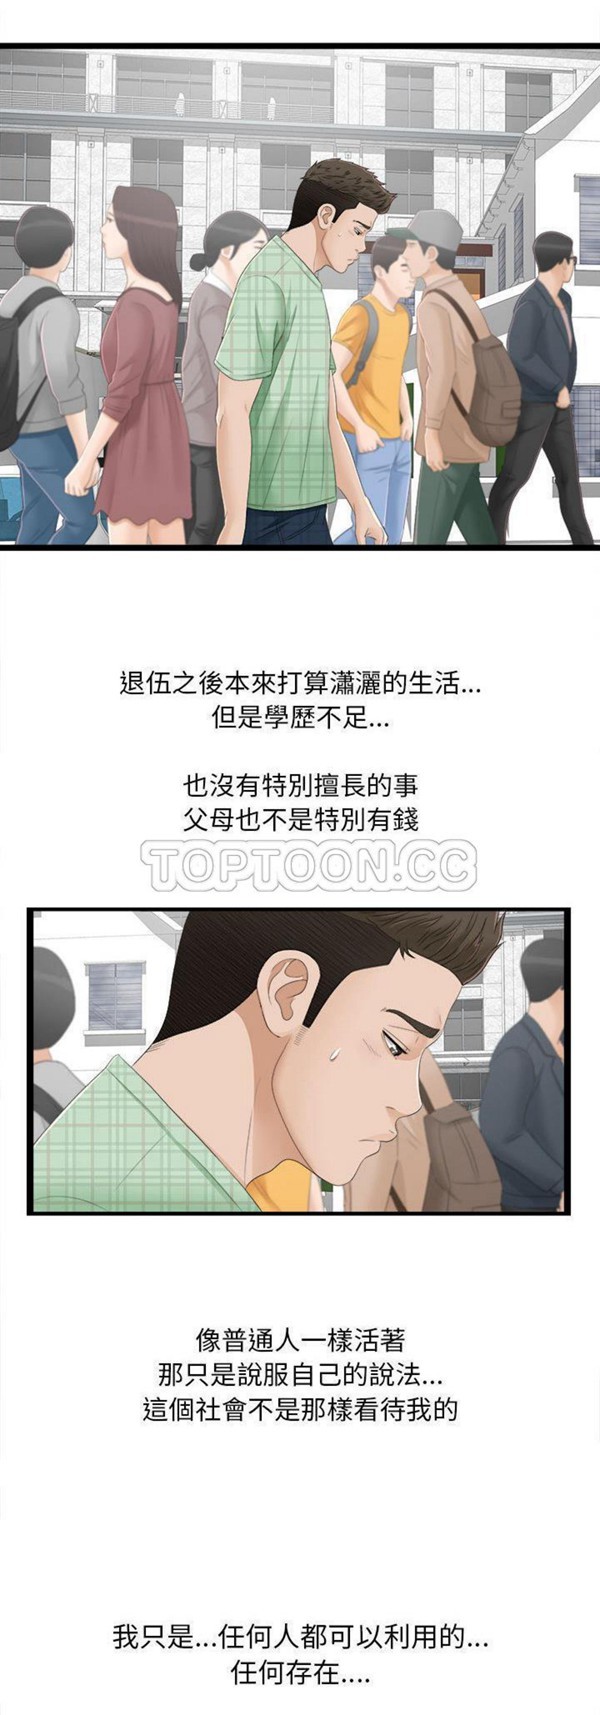 退伍之後本來打算瀟灑的生活...
但是學歷不足...
也沒有特別擅長的事
父母也不是特別有錢
TOPTOON.CC
像普通人一樣活著
那只是說服自己的說法...
這個社會不是那樣看待我的
我只是...任何人都可以利用的...
任何存在....